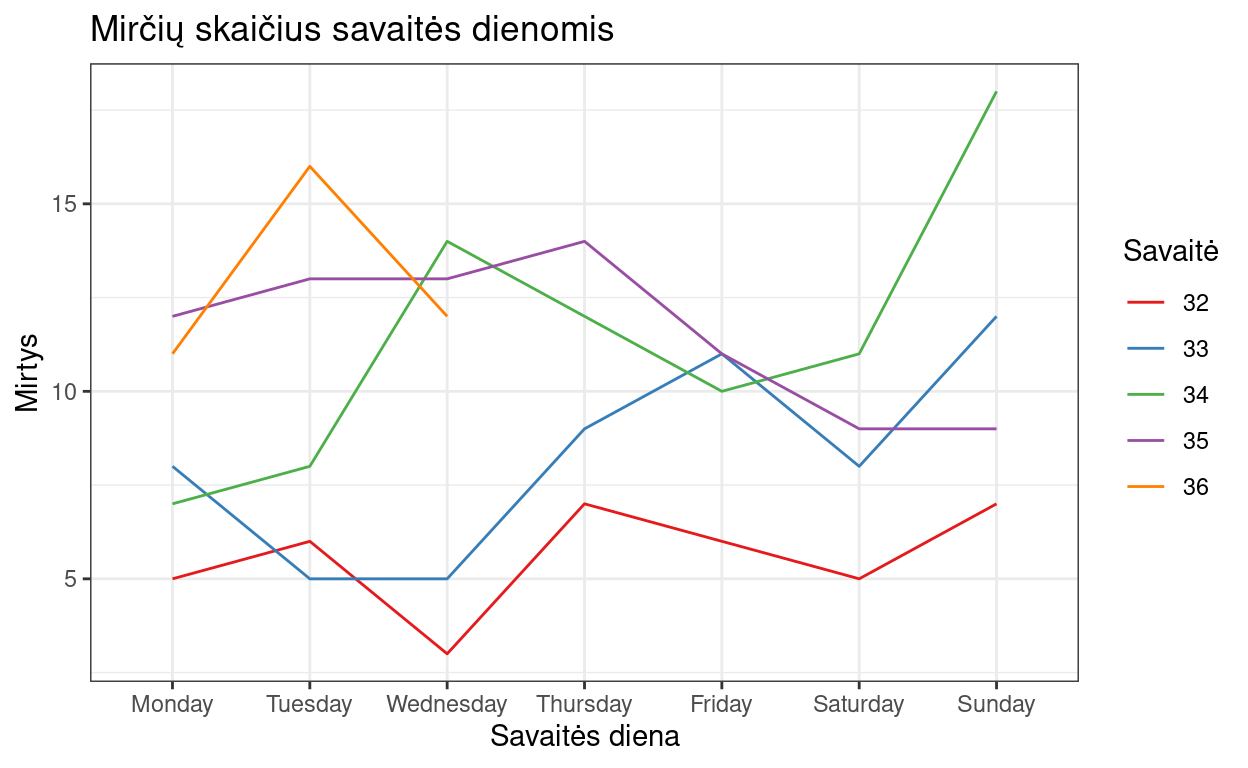 Mirčių skaičius savaitės dienomis
Mirtys
15
10
5
Monday Tuesday Wednesday Thursday Friday Saturday Sunday
Savaitės diena
Savaitė
32
33
34
35
36